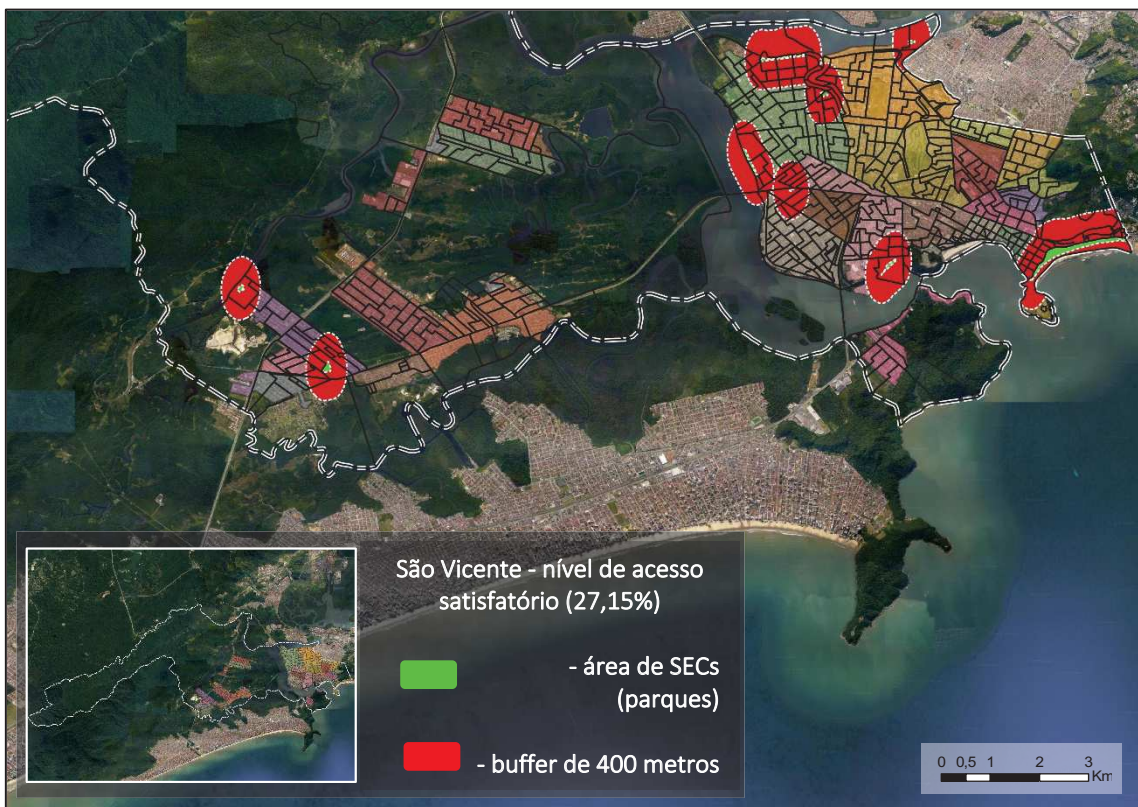 São Vicente - nível de acesso
satisfatório (27,15%)
- área de SECs
(parques)
- buffer de 400 metros
0 0,5 1 2 3
Km